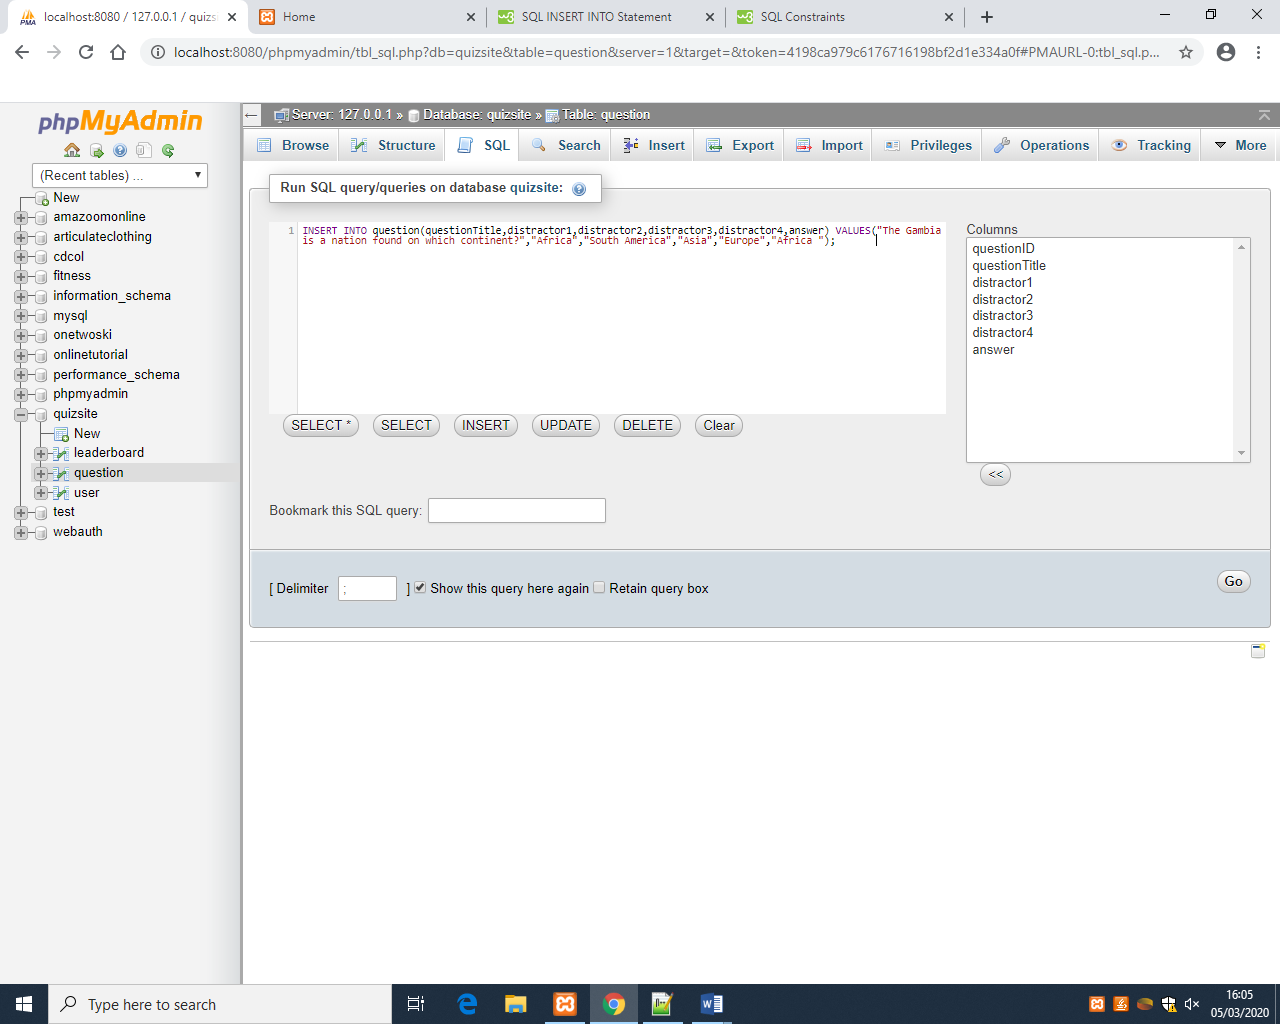 localhost:8080 / 127.0.0.1 / quizs
Home
SQL INSERT INTO Statement
SQL Constraints
localhost:8080/phpmyadmin/tbl_sql.php?db=quizsite&table=question&server=1&target=&token=4198ca979c6176716198bf2d1e334a0f#PMAURL-0:tbl_sql.p...
phpMyAdmin
(Recent tables) ...
New
amazoomonline
articulateclothing
cdcol
fitness
information_schema
mysql
onetwoski
onlinetutorial
performance_schema
phpmyadmin
quizsite
New
leaderboard
question
user
test
webauth
Server: 127.0.0.1 » Database: quizsite » Table: question
Browse Structure SQL Search Insert Export Import Privileges Operations Tracking More
Run SQL query/queries on database quizsite:
1 INSERT INTO question(questionTitle,distractor1,distractor2,distractor3,distractor4,answer) VALUES("The Gambia
is a nation found on which continent?","Africa","South America","Asia","Europe","Africa ");
Columns
questionID
questionTitle
distractor1
distractor2
distractor3
distractor4
answer
SELECT * SELECT INSERT UPDATE DELETE Clear
<<
Bookmark this SQL query:
[ Delimiter ; ] Show this query here again Retain query box
Go
Type here to search
16:05
05/03/2020